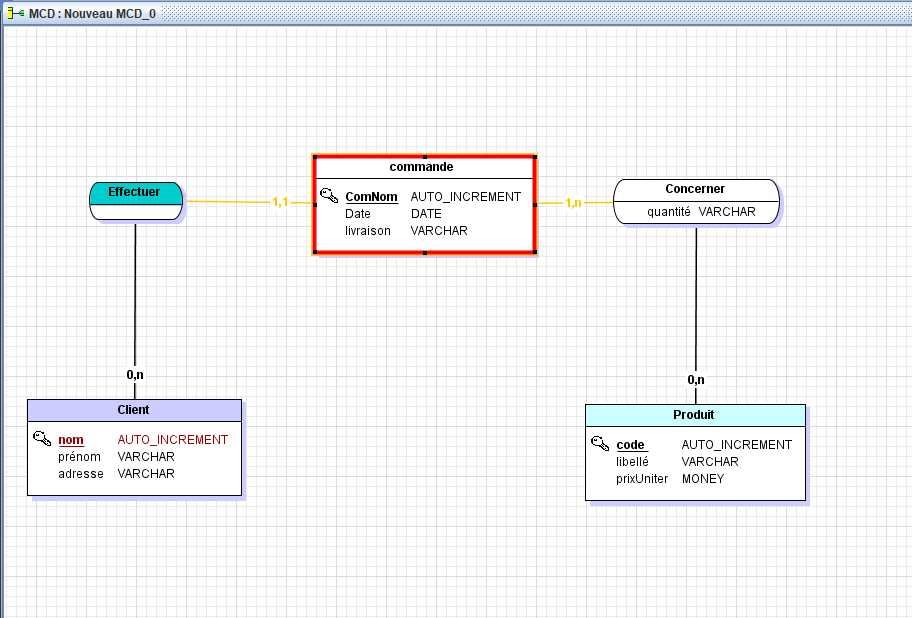 MCD : Nouveau MCD_0
commande
ComNom AUTO_INCREMENT
Date DATE
livraison VARCHAR
Effectuer
1,1
1,n
Concerner
quantité VARCHAR
0,n
0,n
Client
nom AUTO_INCREMENT
prénom VARCHAR
adresse VARCHAR
Produit
code AUTO_INCREMENT
libellé VARCHAR
prixUniter MONEY